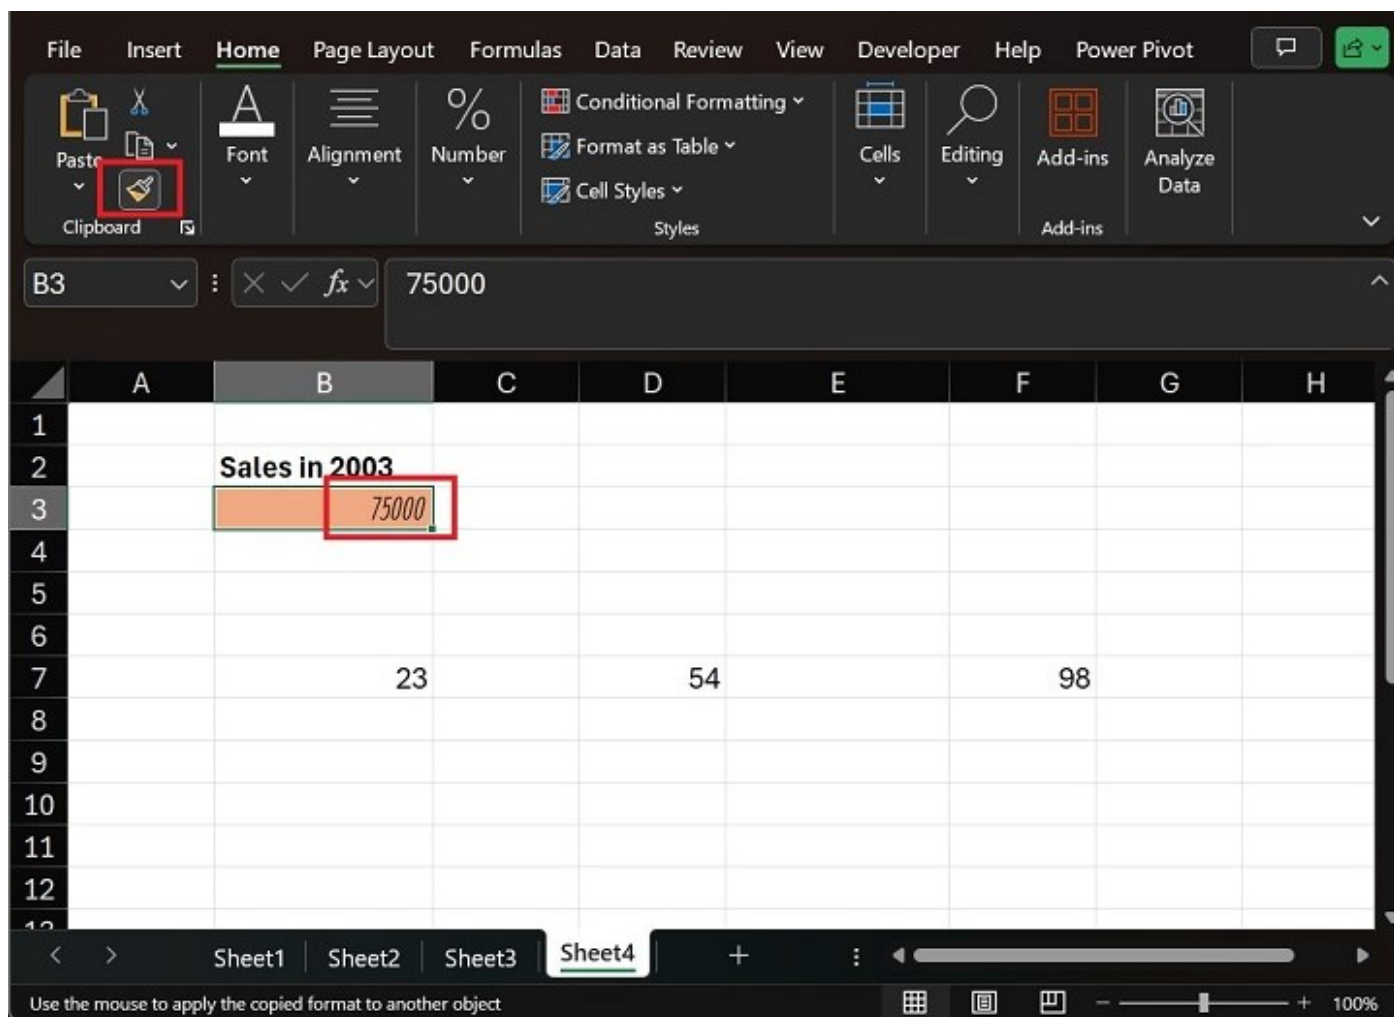 File Insert Home Page Layout Formulas Data Review View Developer Help Power Pivot
Paste
Clipboard
Font
Alignment
%
Number
Conditional Formatting
Format as Table
Cell Styles
Styles
Cells
Editing
Add-ins
Add-ins
Analyze
Data
B3 fx 75000
A B C D E F G H
1
2 Sales in 2003
3 75000
4
5
6
7 23 54 98
8
9
10
11
12
Sheet1 Sheet2 Sheet3 Sheet4 +
Use the mouse to apply the copied format to another object − + 100%